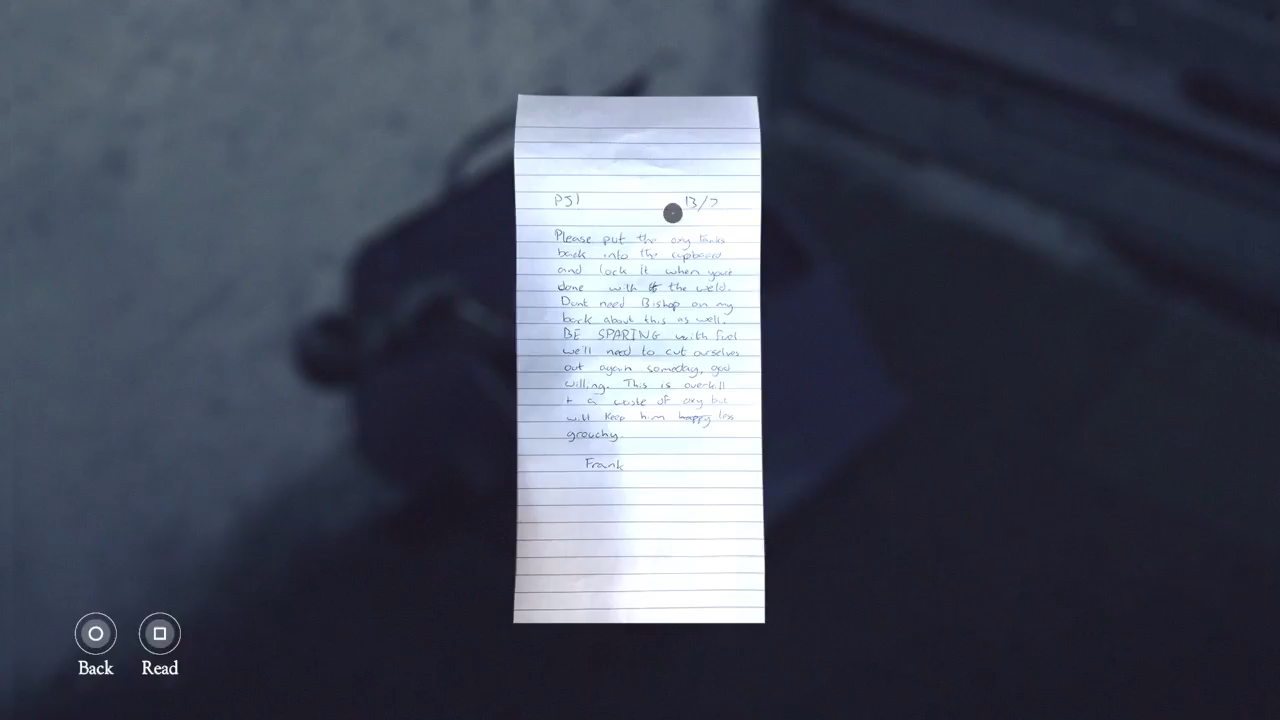 PJ 13/7
Please put the oxy tanks
back into the cupboard
and lock it when your
done with the weld.
Dont need Bishop on my
back about this as well.
BE SPARING with fuel
we'll need to cut ourselves
out again someday, god
willing. This is overkill
+ a waste of oxy but
will keep him happy less
grouchy.
Frank
Back Read